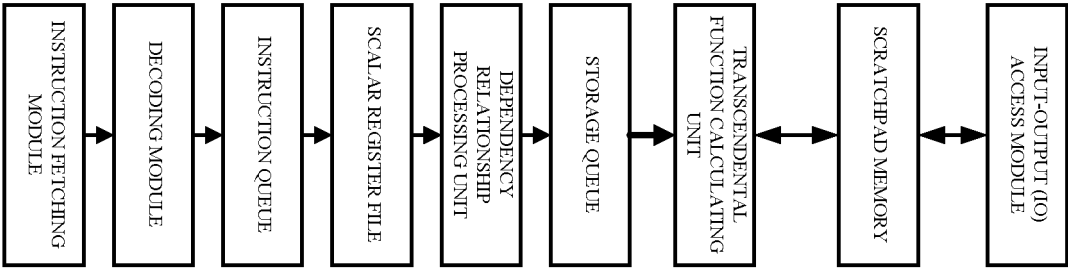 INSTRUCTION FETCHING
MODULE
DECODING MODULE
INSTRUCTION QUEUE
SCALAR REGISTER FILE
DEPENDENCY
RELATIONSHIP
PROCESSING UNIT
STORAGE QUEUE
TRANSCENDENTAL
FUNCTION CALCULATING
UNIT
SCRATCHPAD MEMORY
INPUT-OUTPUT (IO)
ACCESS MODULE